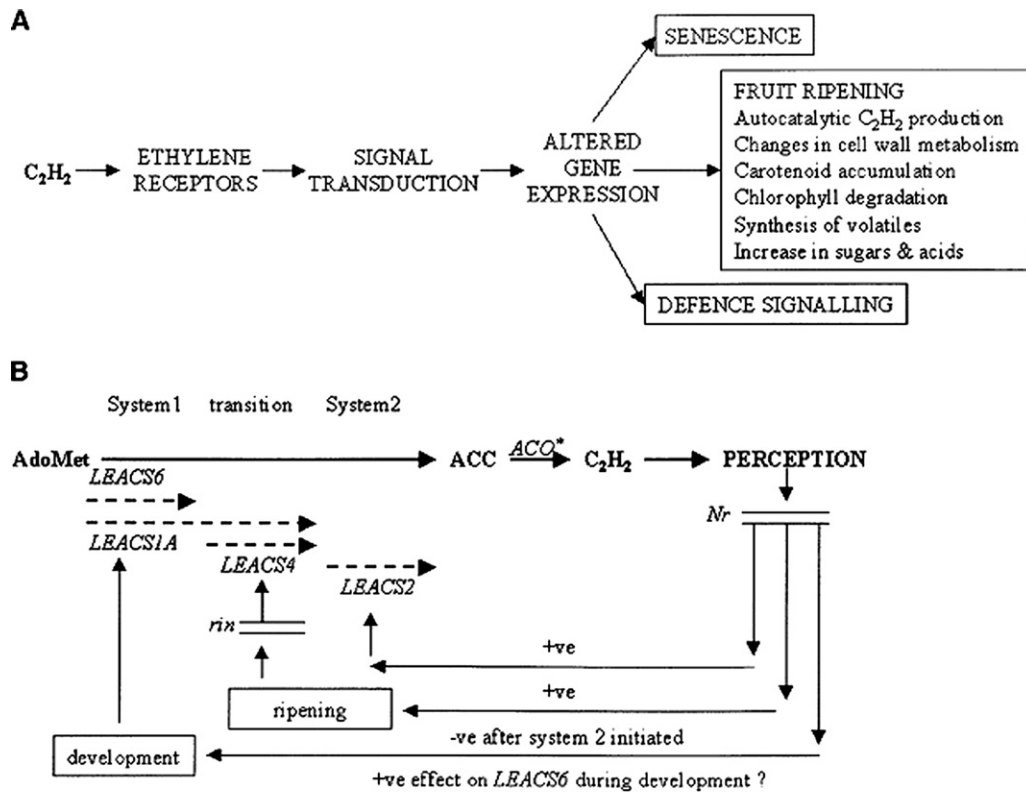 A
SENESCENCE
FRUIT RIPENING
Autocatalytic C₂H₂ production
Changes in cell wall metabolism
Carotenoid accumulation
Chlorophyll degradation
Synthesis of volatiles
Increase in sugars & acids
C₂H₂
ETHYLENE
RECEPTORS
SIGNAL
TRANSDUCTION
ALTERED
GENE
EXPRESSION
DEFENCE SIGNALLING
B
System1 transition System2
AdoMet
ACC
ACO*
C₂H₂
PERCEPTION
LEACS6
LEACS1A
LEACS4
LEACS2
Nr
rin
+ve
+ve
ripening
-ve after system 2 initiated
development
+ve effect on LEACS6 during development ?